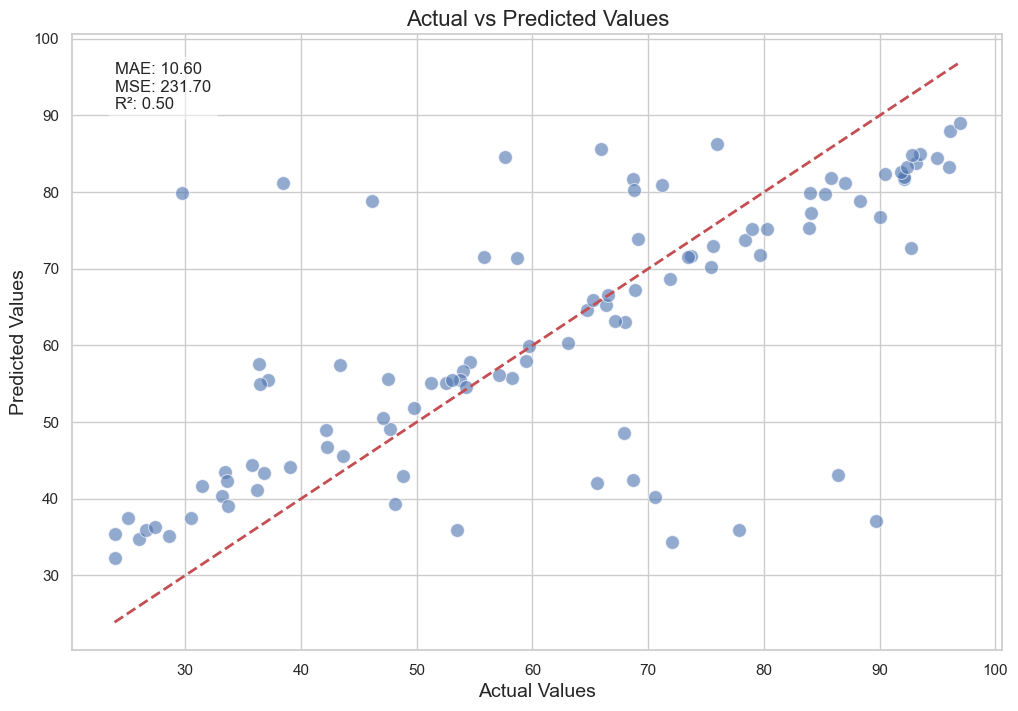 Actual vs Predicted Values
MAE: 10.60
MSE: 231.70
R²: 0.50
Predicted Values
100
90
80
70
60
50
40
30
30 40 50 60 70 80 90 100
Actual Values